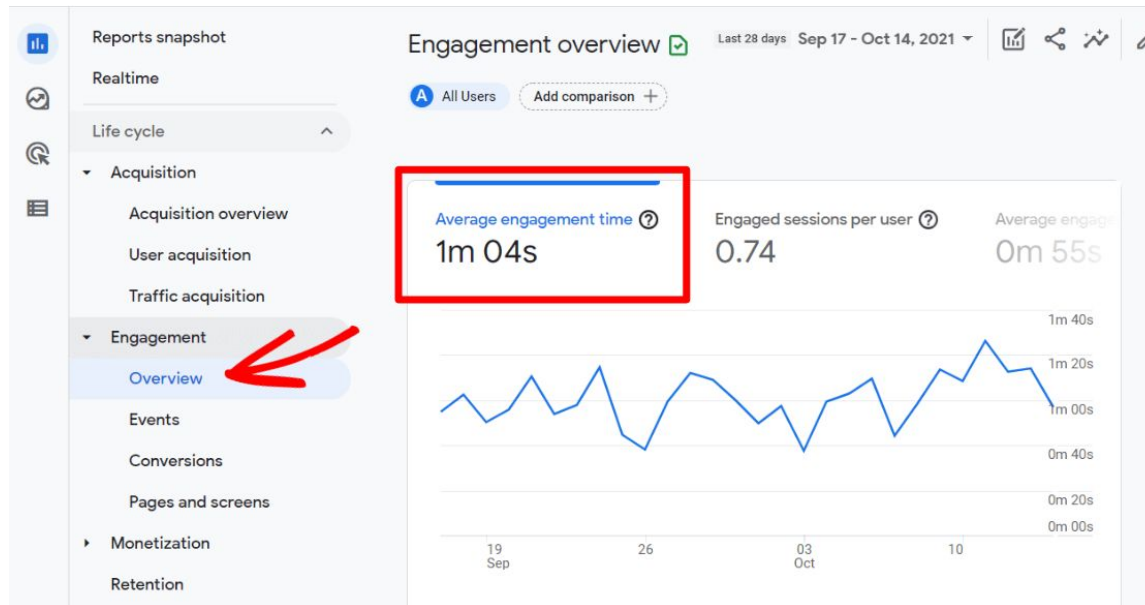 Reports snapshot
Realtime
Life cycle
Acquisition
Acquisition overview
User acquisition
Traffic acquisition
Engagement
Overview
Events
Conversions
Pages and screens
Monetization
Retention
Engagement overview
Last 28 days Sep 17 - Oct 14, 2021
A All Users
Add comparison +
Average engagement time ?
1m 04s
Engaged sessions per user ?
0.74
Average engage
0m 55s
1m 40s
1m 20s
1m 00s
0m 40s
0m 20s
0m 00s
19 26 03 10
Sep Oct